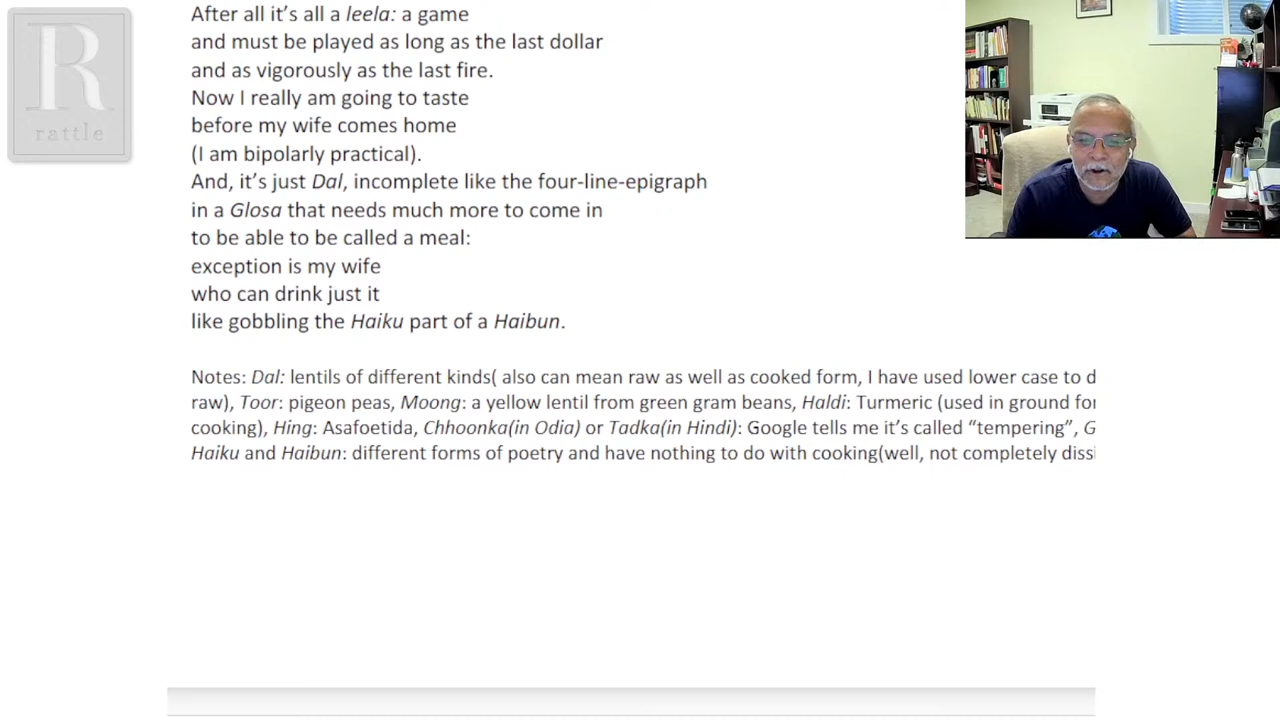 R
rattle
After all it’s all a leela: a game
and must be played as long as the last dollar
and as vigorously as the last fire.
Now I really am going to taste
before my wife comes home
(I am bipolarly practical).
And, it’s just Dal, incomplete like the four-line-epigraph
in a Glosa that needs much more to come in
to be able to be called a meal:
exception is my wife
who can drink just it
like gobbling the Haiku part of a Haibun.
Notes: Dal: lentils of different kinds( also can mean raw as well as cooked form, I have used lower case to d
raw), Toor: pigeon peas, Moong: a yellow lentil from green gram beans, Haldi: Turmeric (used in ground for
cooking), Hing: Asafoetida, Chhoonka(in Odia) or Tadka(in Hindi): Google tells me it’s called “tempering”, G
Haiku and Haibun: different forms of poetry and have nothing to do with cooking(well, not completely diss